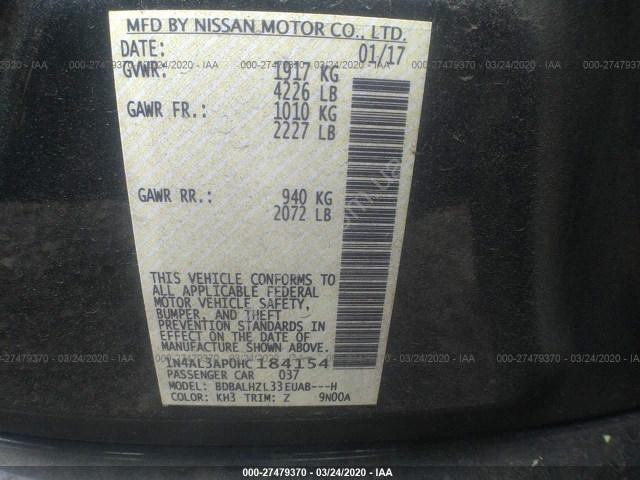 MFD BY NISSAN MOTOR CO., LTD.
DATE: 01/17
GVWR: 1917 KG
4226 LB
GAWR FR.: 1010 KG
2227 LB
GAWR RR.: 940 KG
2072 LB
THIS VEHICLE CONFORMS TO
ALL APPLICABLE FEDERAL
MOTOR VEHICLE SAFETY,
BUMPER, AND THEFT
PREVENTION STANDARDS IN
EFFECT ON THE DATE OF
MANUFACTURE SHOWN ABOVE.
1N4AL3AP0HC184154
PASSENGER CAR 037
MODEL: BDBALHZL33EUAB---H
COLOR: KH3 TRIM: Z 9N00A
000-27479370 - 03/24/2020 - IAA